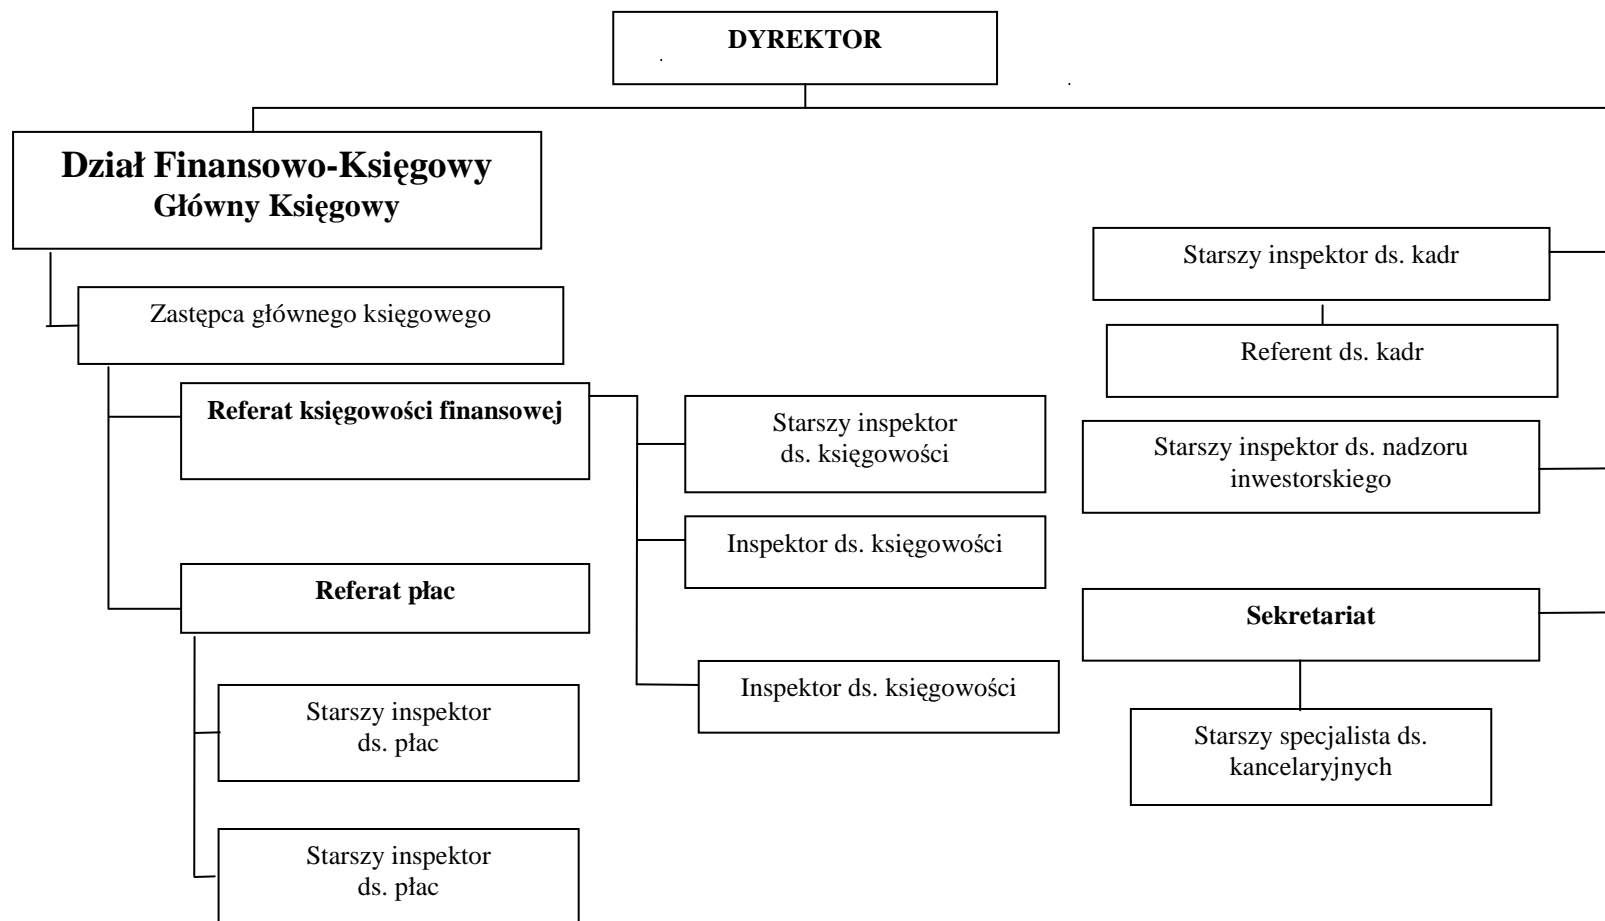 DYREKTOR
Dział Finansowo-Księgowy
Główny Księgowy
Zastępca głównego księgowego
Referat księgowości finansowej
Starszy inspektor
ds. księgowości
Inspektor ds. księgowości
Inspektor ds. księgowości
Referat płac
Starszy inspektor
ds. płac
Starszy inspektor
ds. płac
Starszy inspektor ds. kadr
Referent ds. kadr
Starszy inspektor ds. nadzoru
inwestorskiego
Sekretariat
Starszy specjalista ds.
kancelaryjnych